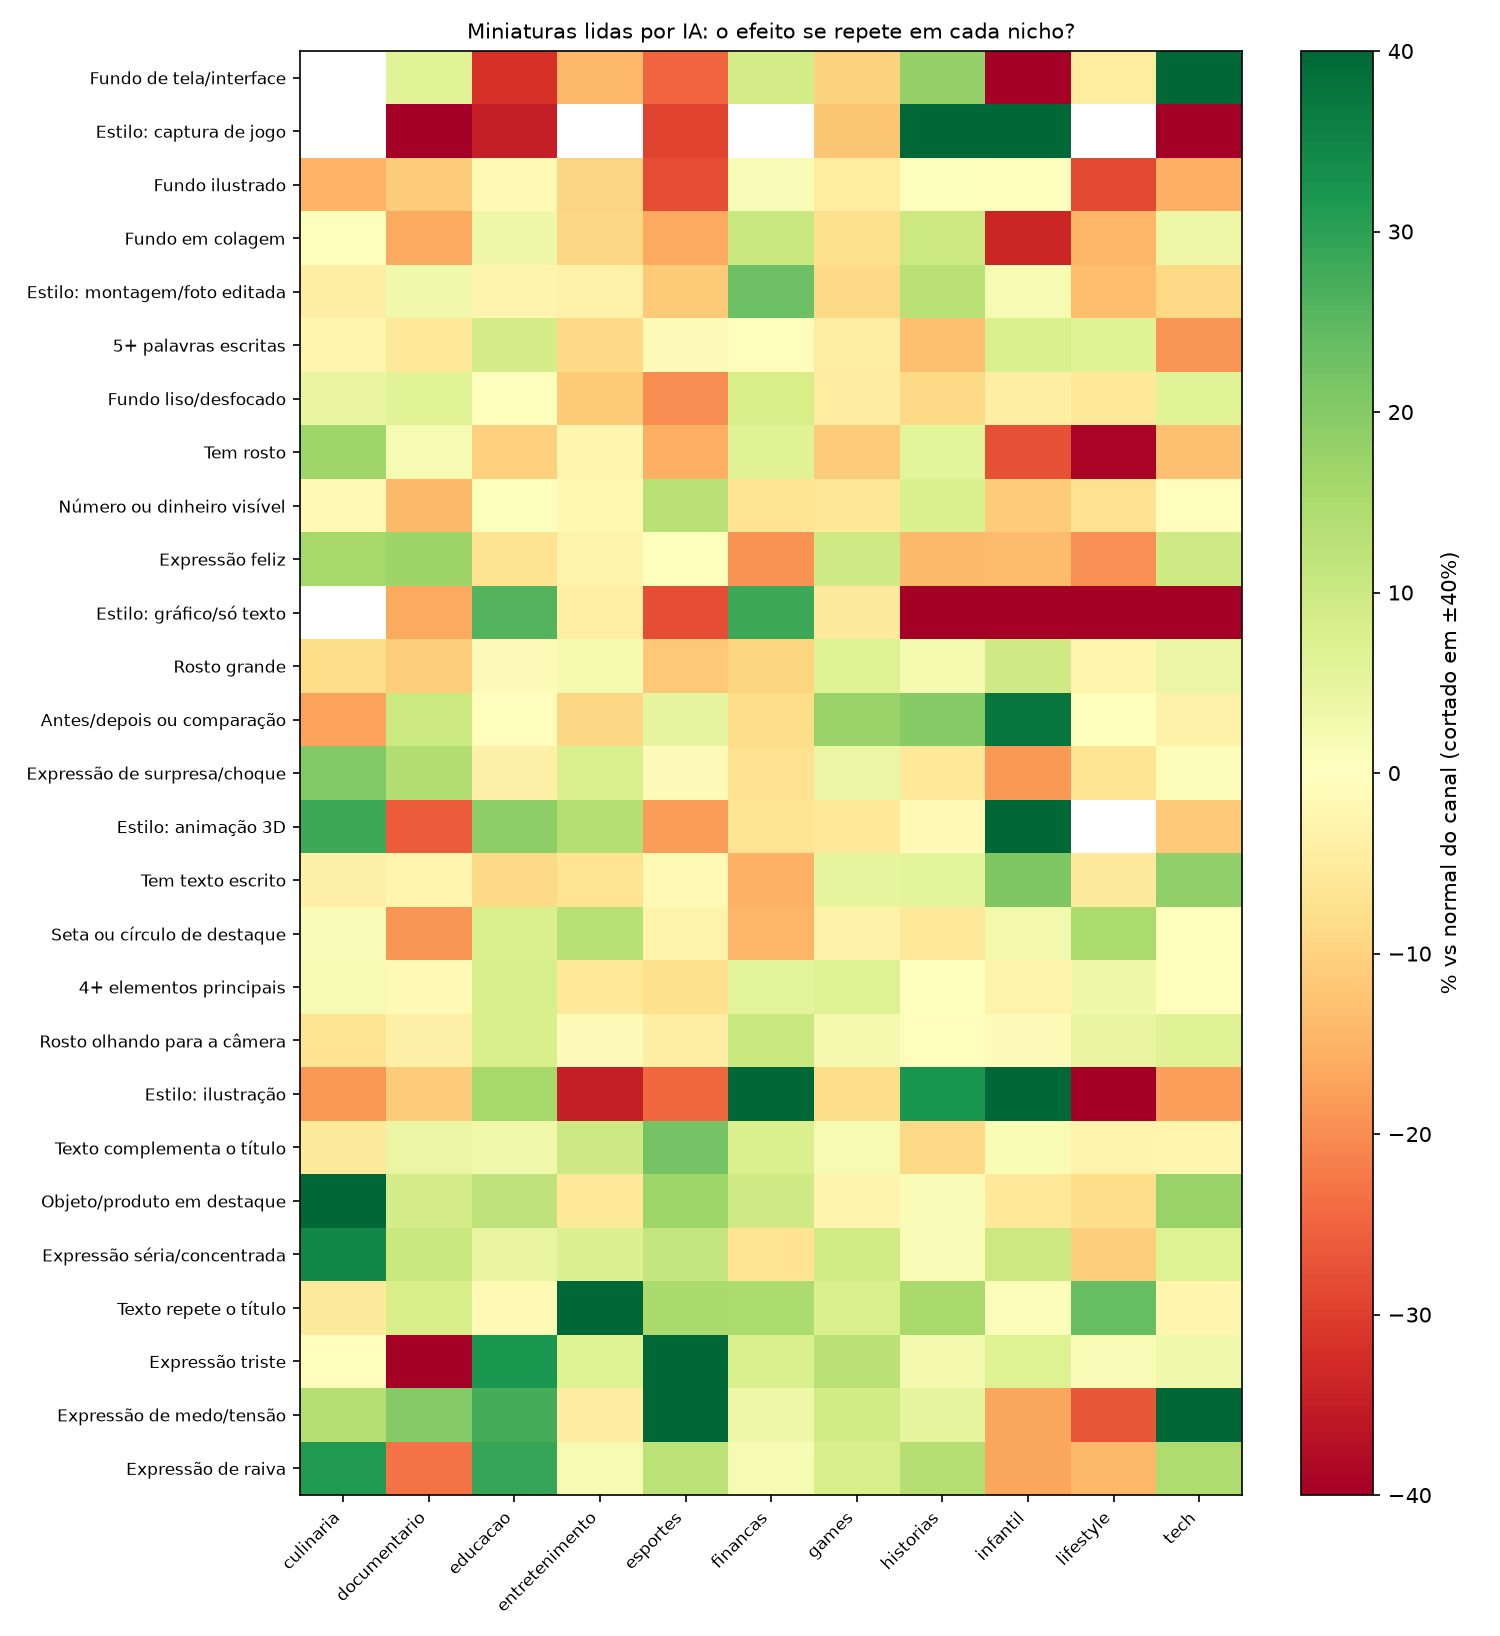 Miniaturas lidas por IA: o efeito se repete em cada nicho?
Fundo de tela/interface
Estilo: captura de jogo
Fundo ilustrado
Fundo em colagem
Estilo: montagem/foto editada
5+ palavras escritas
Fundo liso/desfocado
Tem rosto
Número ou dinheiro visível
Expressão feliz
Estilo: gráfico/só texto
Rosto grande
Antes/depois ou comparação
Expressão de surpresa/choque
Estilo: animação 3D
Tem texto escrito
Seta ou círculo de destaque
4+ elementos principais
Rosto olhando para a câmera
Estilo: ilustração
Texto complementa o título
Objeto/produto em destaque
Expressão séria/concentrada
Texto repete o título
Expressão triste
Expressão de medo/tensão
Expressão de raiva
culinaria
documentario
educacao
entretenimento
esportes
financas
games
historias
infantil
lifestyle
tech
40
30
20
10
0
−10
−20
−30
−40
% vs normal do canal (cortado em ±40%)